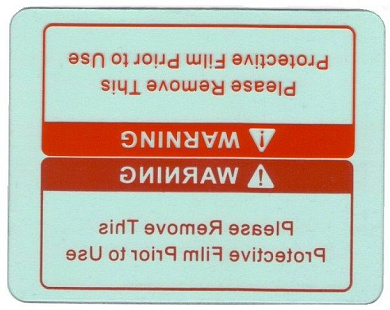 Protective Film Prior to Use
Please Remove This
WARNING
WARNING
Please Remove This
Protective Film Prior to Use